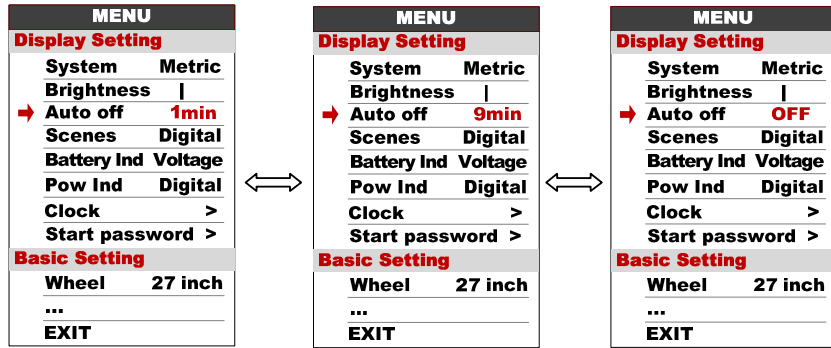 MENU
Display Setting
System Metric
Brightness |
Auto off 1min
Scenes Digital
Battery Ind Voltage
Pow Ind Digital
Clock >
Start password >
Basic Setting
Wheel 27 inch
...
EXIT
MENU
Display Setting
System Metric
Brightness |
Auto off 9min
Scenes Digital
Battery Ind Voltage
Pow Ind Digital
Clock >
Start password >
Basic Setting
Wheel 27 inch
...
EXIT
MENU
Display Setting
System Metric
Brightness |
Auto off OFF
Scenes Digital
Battery Ind Voltage
Pow Ind Digital
Clock >
Start password >
Basic Setting
Wheel 27 inch
...
EXIT